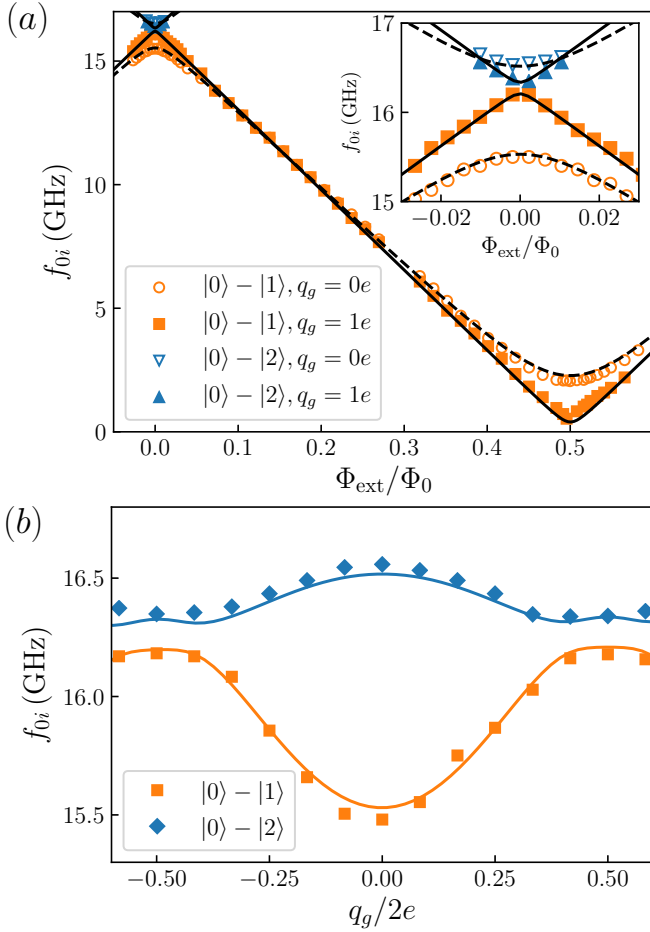 (a)
f0i (GHz)
15
10
5
0
0.0 0.1 0.2 0.3 0.4 0.5
Φext/Φ0
|0⟩ − |1⟩, qg = 0e
|0⟩ − |1⟩, qg = 1e
|0⟩ − |2⟩, qg = 0e
|0⟩ − |2⟩, qg = 1e
f0i (GHz)
17
16
15
−0.02 0.00 0.02
Φext/Φ0
(b)
f0i (GHz)
16.5
16.0
15.5
|0⟩ − |1⟩
|0⟩ − |2⟩
−0.50 −0.25 0.00 0.25 0.50
qg/2e